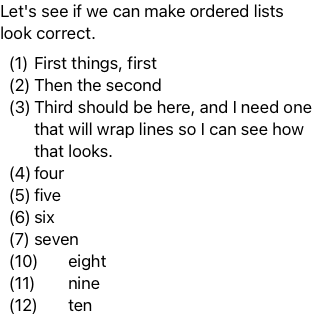 Let's see if we can make ordered lists
look correct.
(1) First things, first
(2) Then the second
(3) Third should be here, and I need one
that will wrap lines so I can see how
that looks.
(4) four
(5) five
(6) six
(7) seven
(10) eight
(11) nine
(12) ten